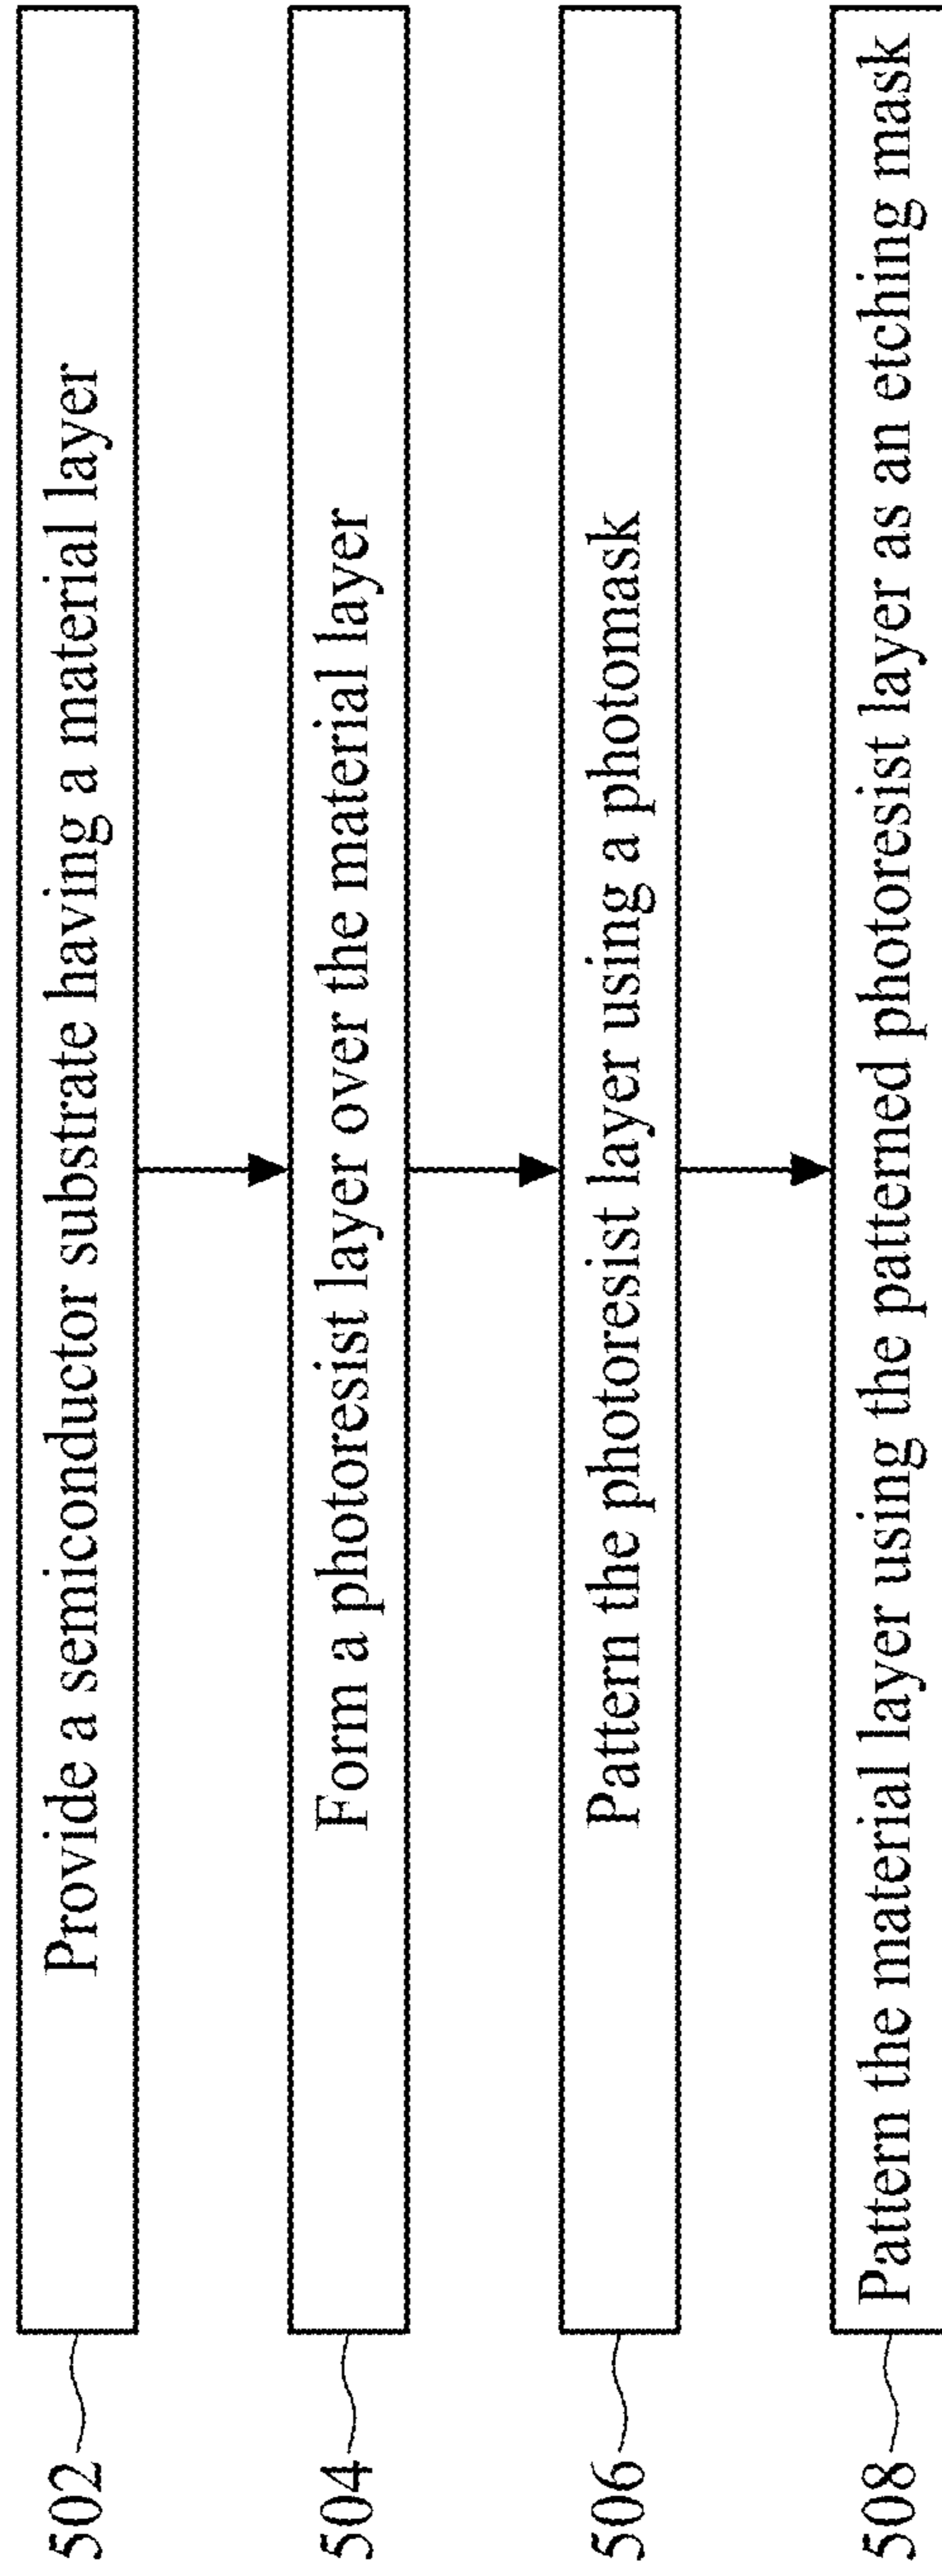 502 Provide a semiconductor substrate having a material layer
504 Form a photoresist layer over the material layer
506 Pattern the photoresist layer using a photomask
508 Pattern the material layer using the patterned photoresist layer as an etching mask